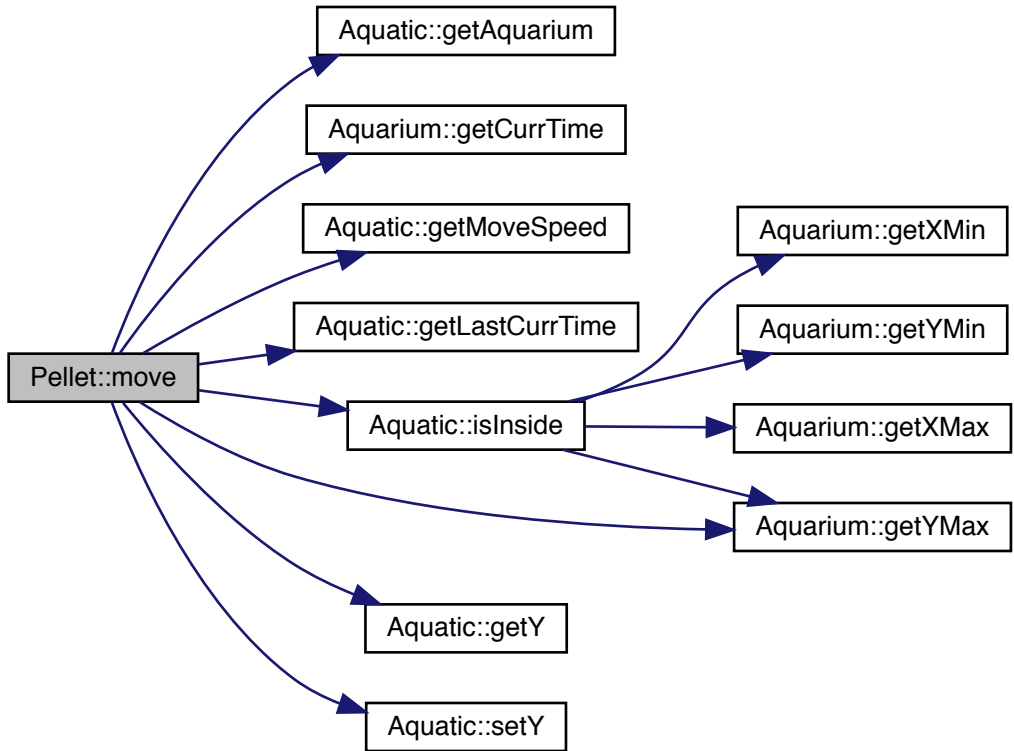 Aquatic::getAquarium
Aquarium::getCurrTime
Aquatic::getMoveSpeed
Aquarium::getXMin
Aquatic::getLastCurrTime
Aquarium::getYMin
Pellet::move
Aquatic::isInside
Aquarium::getXMax
Aquarium::getYMax
Aquatic::getY
Aquatic::setY